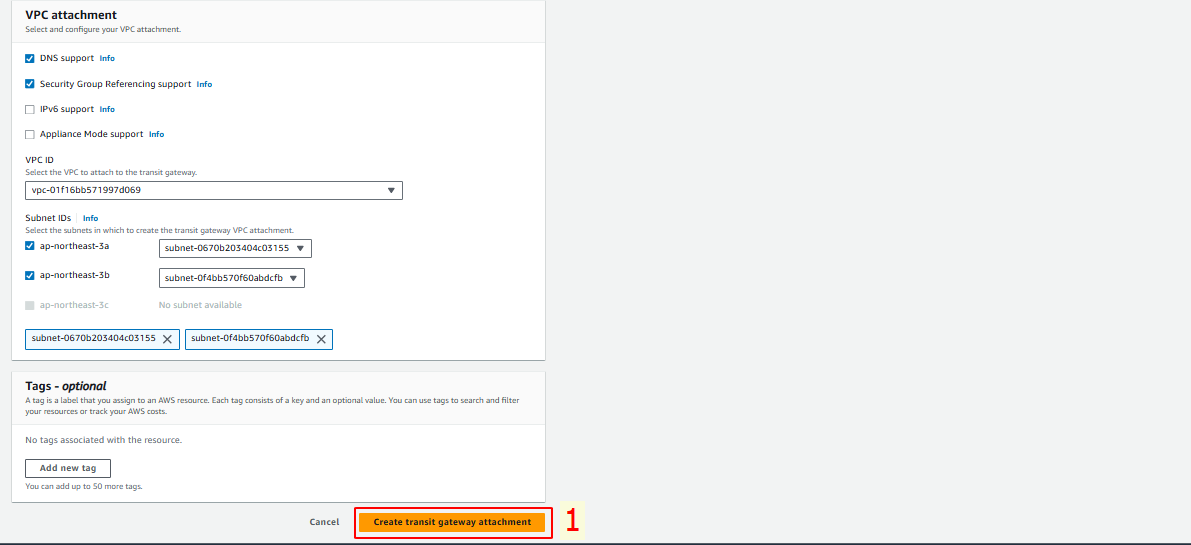 VPC attachment
Select and configure your VPC attachment.
DNS support Info
Security Group Referencing support Info
IPv6 support Info
Appliance Mode support Info
VPC ID
Select the VPC to attach to the transit gateway.
vpc-01f16bb571997d069
Subnet IDs Info
Select the subnets in which to create the transit gateway VPC attachment.
ap-northeast-3a subnet-0670b203404c03155
ap-northeast-3b subnet-0f4bb570f60abdcfb
ap-northeast-3c No subnet available
subnet-0670b203404c03155 subnet-0f4bb570f60abdcfb
Tags - optional
A tag is a label that you assign to an AWS resource. Each tag consists of a key and an optional value. You can use tags to search and filter
your resources or track your AWS costs.
No tags associated with the resource.
Add new tag
You can add up to 50 more tags.
Cancel Create transit gateway attachment 1